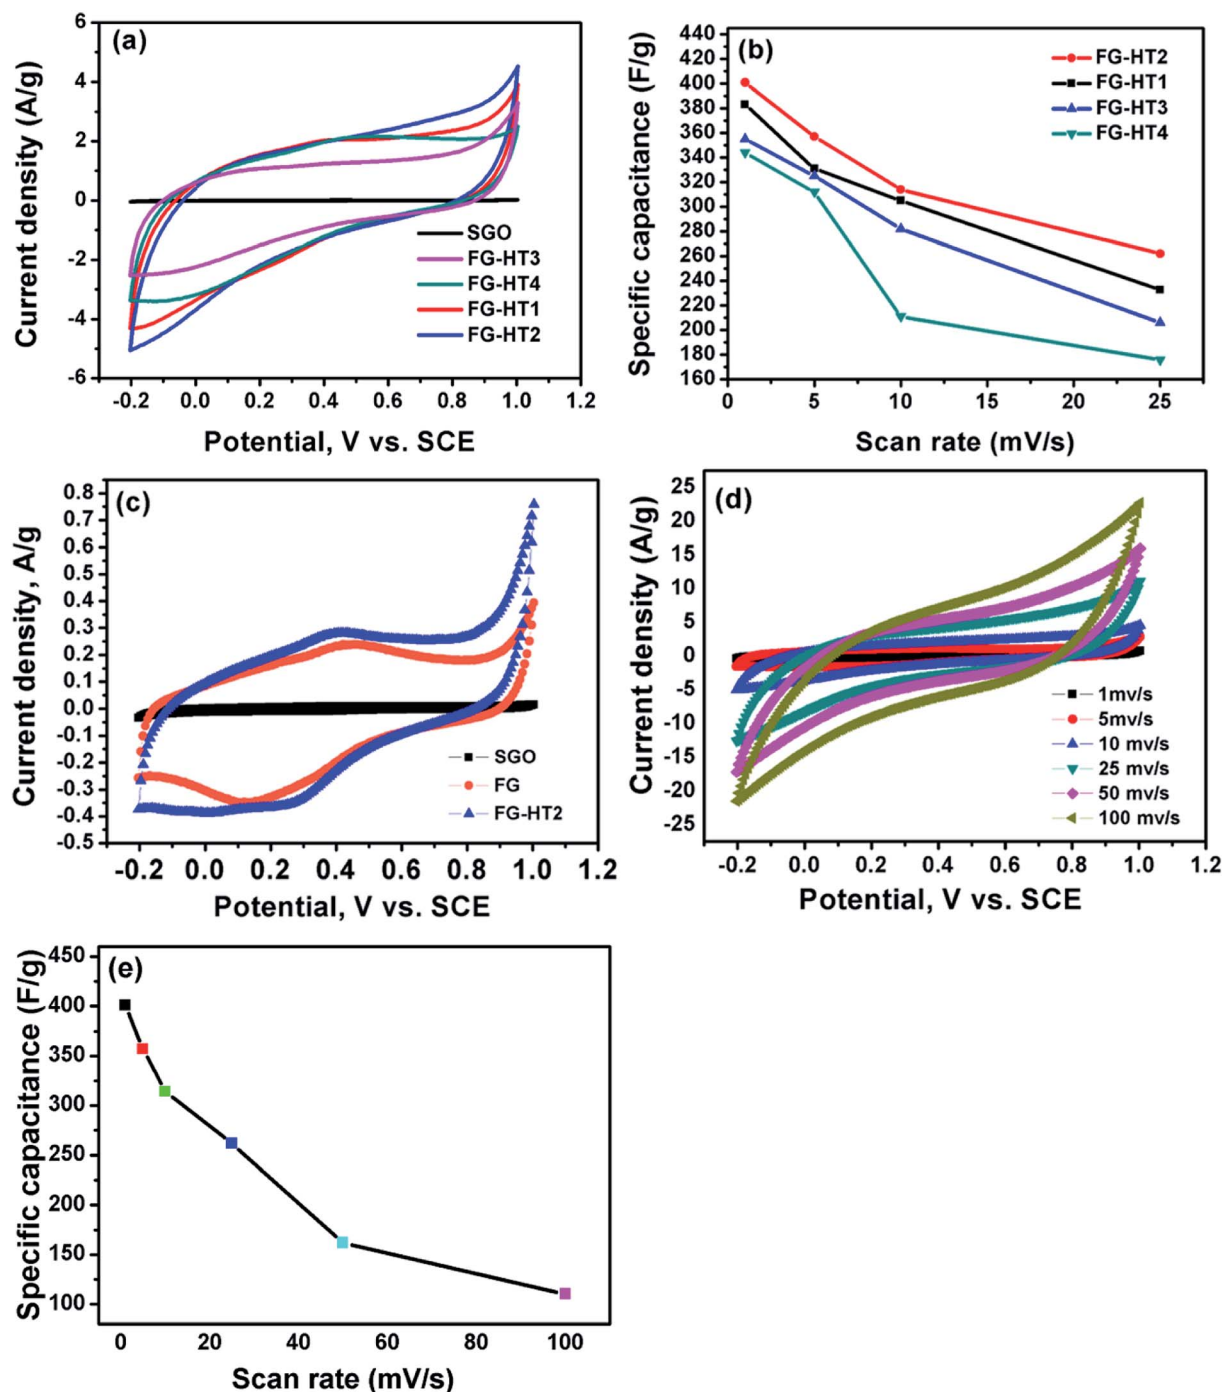 (a)
Current density (A/g)
6
4
2
0
-2
-4
-6
SGO
FG-HT3
FG-HT4
FG-HT1
FG-HT2
-0.2 0.0 0.2 0.4 0.6 0.8 1.0 1.2
Potential, V vs. SCE
(b)
Specific capacitance (F/g)
440
420
400
380
360
340
320
300
280
260
240
220
200
180
160
FG-HT2
FG-HT1
FG-HT3
FG-HT4
0 5 10 15 20 25
Scan rate (mV/s)
(c)
Current density, A/g
0.8
0.7
0.6
0.5
0.4
0.3
0.2
0.1
0.0
-0.1
-0.2
-0.3
-0.4
-0.5
SGO
FG
FG-HT2
-0.2 0.0 0.2 0.4 0.6 0.8 1.0 1.2
Potential, V vs. SCE
(d)
Current density (A/g)
25
20
15
10
5
0
-5
-10
-15
-20
-25
1mv/s
5mv/s
10 mv/s
25 mv/s
50 mv/s
100 mv/s
-0.2 0.0 0.2 0.4 0.6 0.8 1.0 1.2
Potential, V vs. SCE
(e)
Specific capacitance (F/g)
450
400
350
300
250
200
150
100
0 20 40 60 80 100
Scan rate (mV/s)